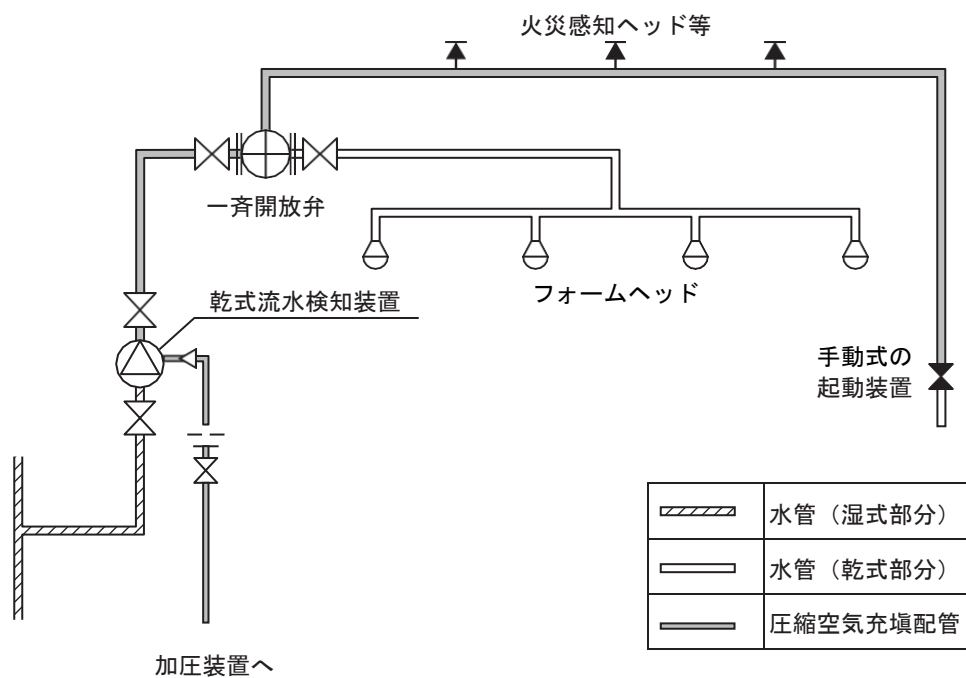 火災感知ヘッド等
一斉開放弁
乾式流水検知装置
フォームヘッド
手動式の
起動装置
水管（湿式部分）
水管（乾式部分）
圧縮空気充塡配管
加圧装置へ